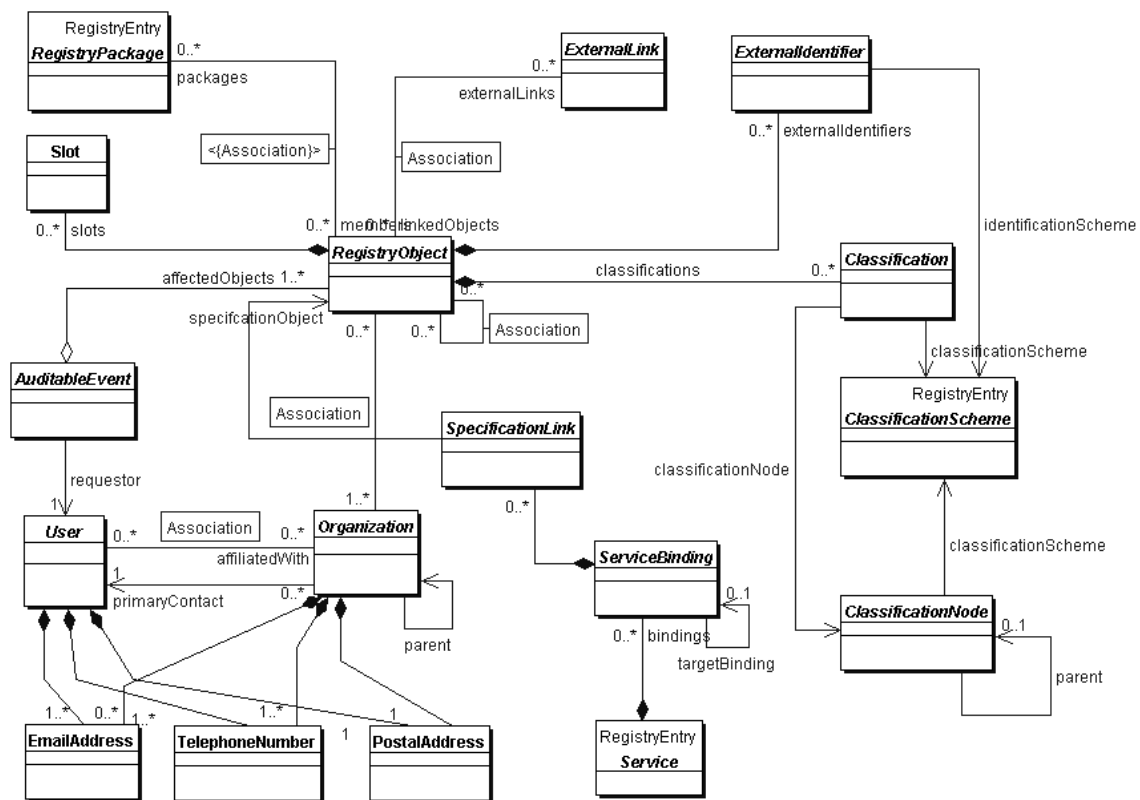 RegistryEntry
RegistryPackage
0..*
packages
ExternalLink
0..*
externalLinks
ExternalIdentifier
0..*
externalIdentifiers
Slot
0..*
slots
<{Association}>
Association
0..*
members
0..*
linkedObjects
identificationScheme
RegistryObject
classifications
0..*
Classification
affectedObjects
1..*
specifcationObject
0..*
0..*
0..*
Association
classificationScheme
AuditableEvent
RegistryEntry
ClassificationScheme
Association
SpecificationLink
classificationNode
requestor
1
1..*
0..*
User
0..*
Association
0..*
Organization
affiliatedWith
classificationScheme
ServiceBinding
1
primaryContact
0..*
parent
0..1
0..*
bindings
targetBinding
ClassificationNode
0..1
parent
1..*
0..*
1..*
1..*
1
1
EmailAddress
TelephoneNumber
PostalAddress
RegistryEntry
Service